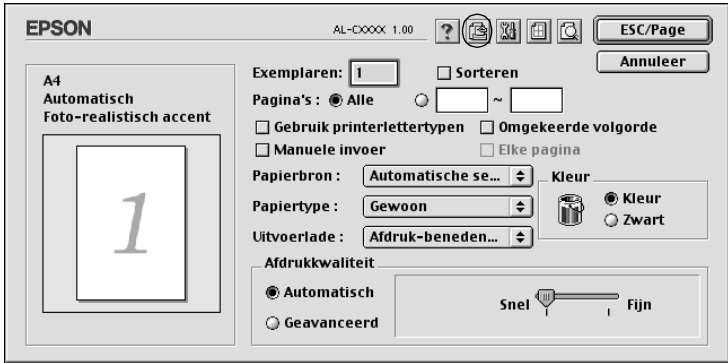 EPSON
AL-CXXXX 1.00
?
ESC/Page
Annuleer
A4
Automatisch
Foto-realistisch accent
1
Exemplaren: 1
Sorteren
Pagina's : Alle ~
Gebruik printerlettertypen Omgekeerde volgorde
Manuele invoer Elke pagina
Papierbron : Automatische se...
Papiertype : Gewoon
Uitvoerlade : Afdruk-beneden...
Kleur
Kleur
Zwart
Afdrukkwaliteit
Automatisch
Geavanceerd
Snel Fijn